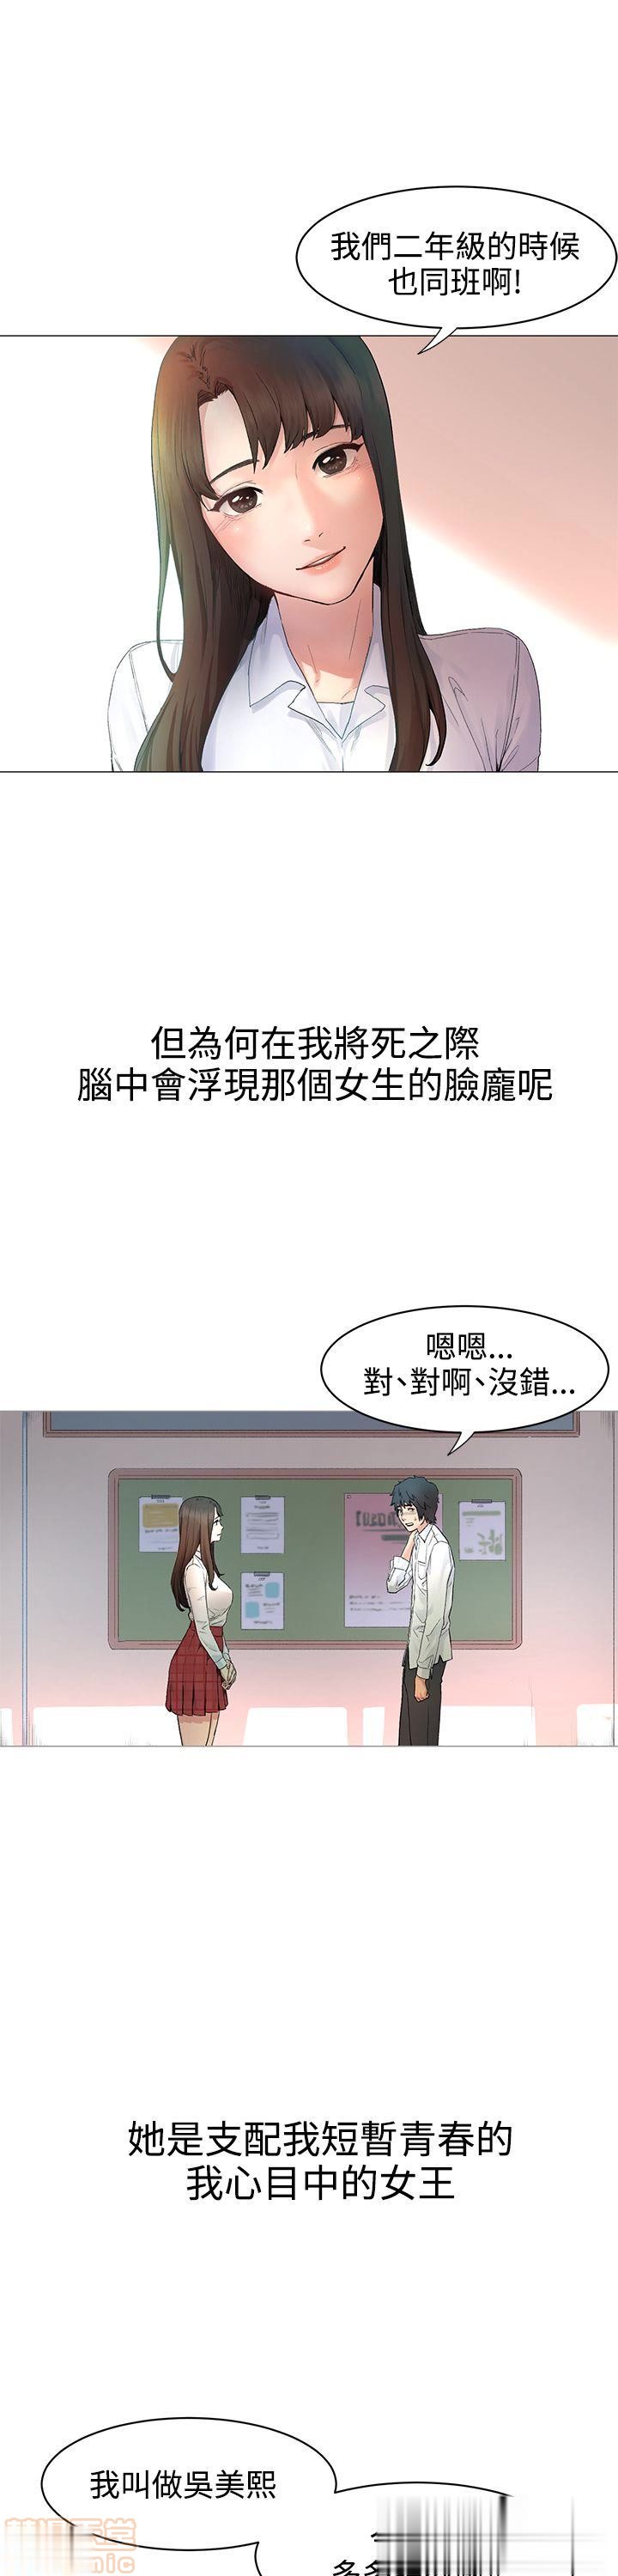 我們二年級的時候
也同班啊!
但為何在我將死之際
腦中會浮現那個女生的臉龐呢
嗯嗯...
對、對啊、沒錯...
她是支配我短暫青春的
我心目中的女王
我叫做吳美熙